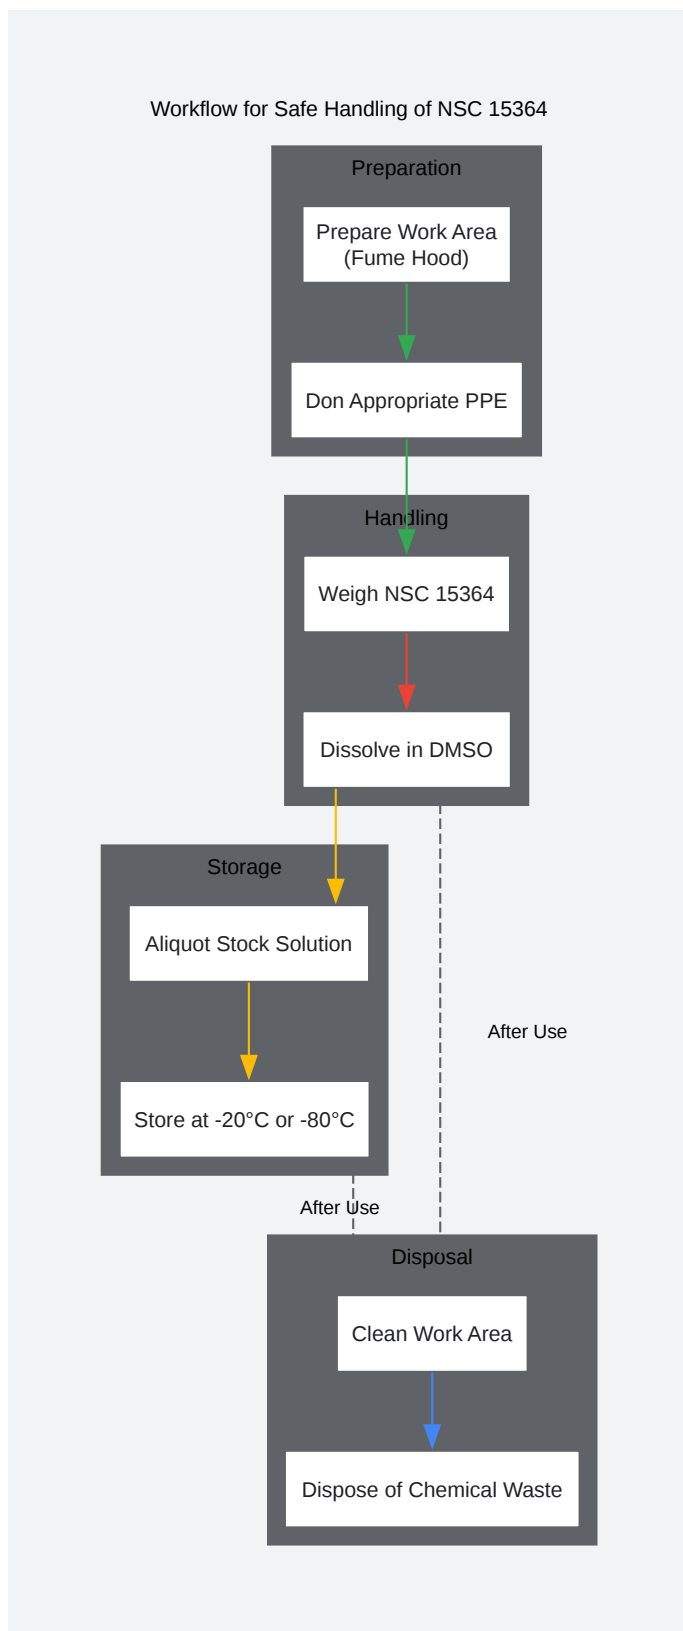 Workflow for Safe Handling of NSC 15364
Preparation
Prepare Work Area
(Fume Hood)
Don Appropriate PPE
Handling
Weigh NSC 15364
Dissolve in DMSO
Storage
Aliquot Stock Solution
After Use
Store at -20°C or -80°C
After Use
Disposal
Clean Work Area
Dispose of Chemical Waste